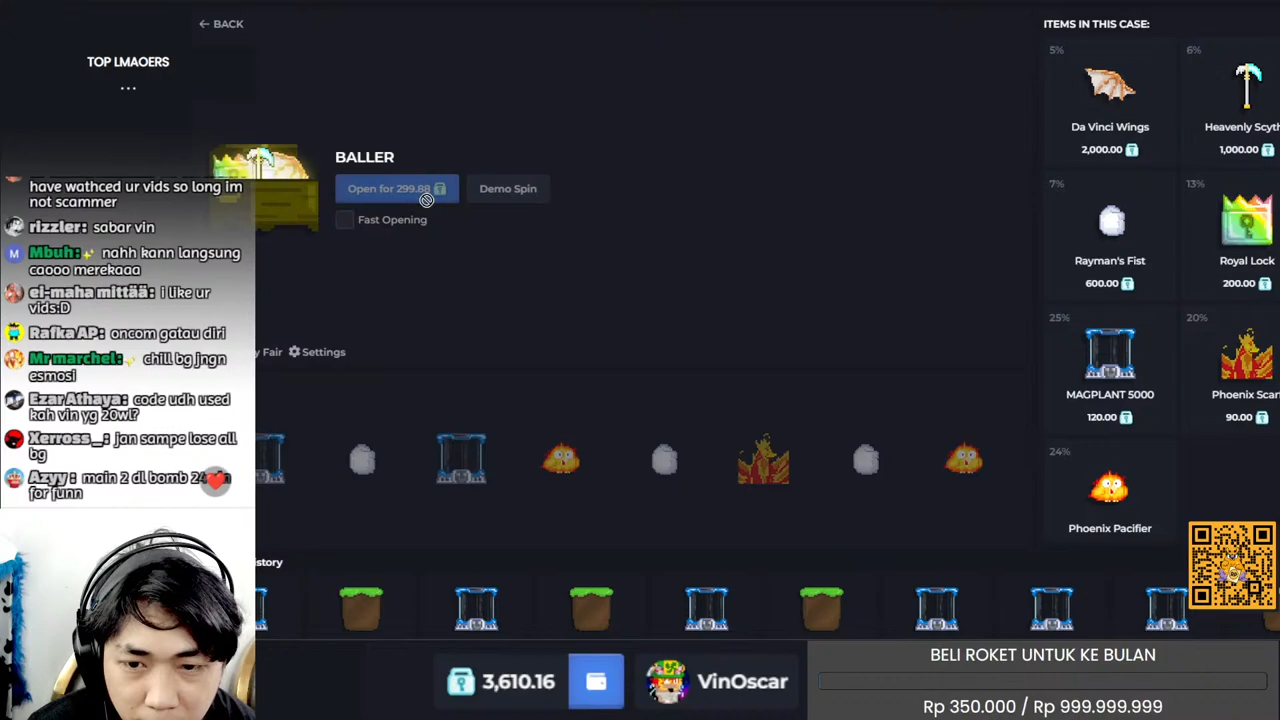 BACK
TOP LMAOERS
...
BALLER
Open for 299.88
Demo Spin
Fast Opening
have wathced ur vids so long im
not scammer
rizzler: sabar vin
M
Mbuh: nahh kann langsung
caooo merekaaa
el-maha mittää: i like ur
vids:D
Rafka AP: oncom gatau diri
Mr marchel: chill bg jngn
esmosi
Ezar Athaya: code udh used
kah vin yg 20wl?
Xerross_: jan sampe lose all
bg
Azyy: main 2 dl bomb
for funn
y Fair
Settings
istory
ITEMS IN THIS CASE:
5%
Da Vinci Wings
2,000.00
6%
Heavenly Scyth
1,000.00
7%
Rayman's Fist
600.00
13%
Royal Lock
200.00
25%
MAGPLANT 5000
120.00
20%
Phoenix Scar
90.00
24%
Phoenix Pacifier
3,610.16
VinOscar
BELI ROKET UNTUK KE BULAN
Rp 350.000 / Rp 999.999.999